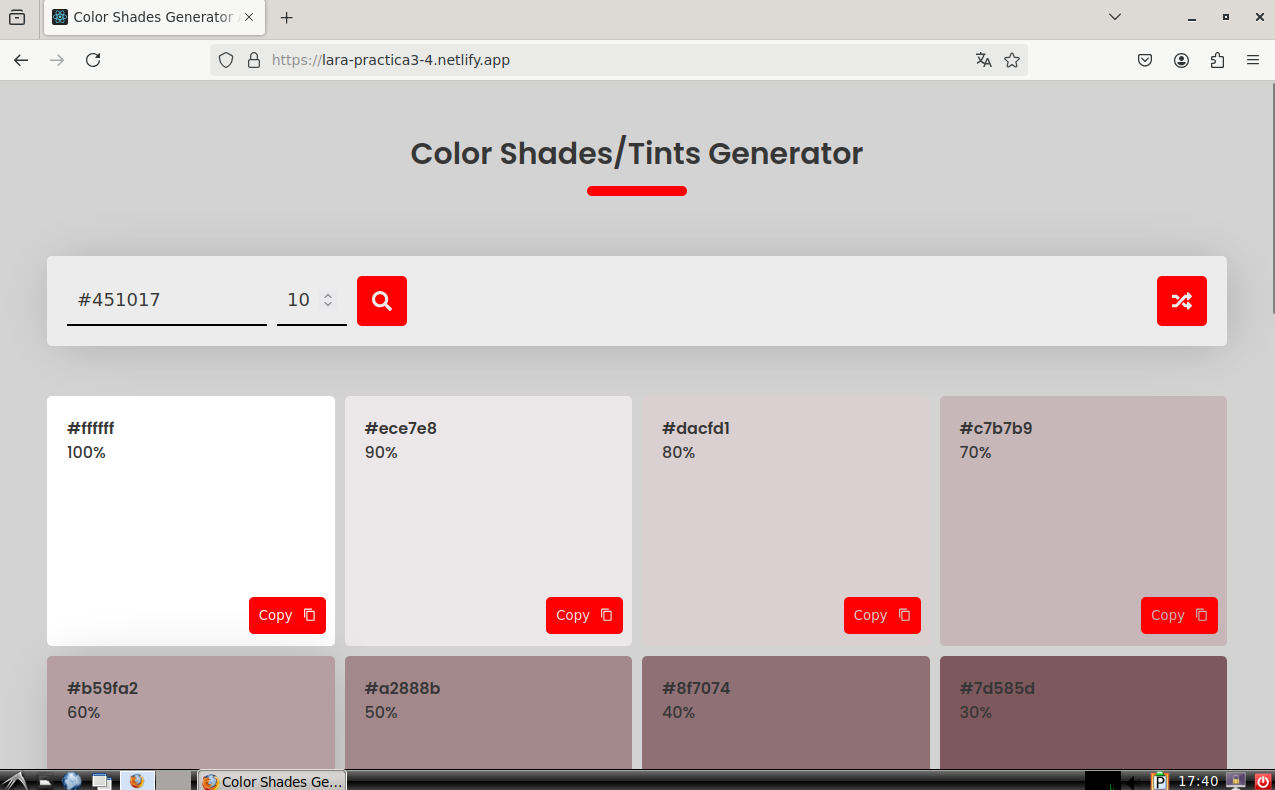 Color Shades Generator
https://lara-practica3-4.netlify.app
Color Shades/Tints Generator
#451017
10
#ffffff
100%
Copy
#ece7e8
90%
Copy
#dacfd1
80%
Copy
#c7b7b9
70%
Copy
#b59fa2
60%
#a2888b
50%
#8f7074
40%
#7d585d
30%
Color Shades Ge...
P
17:40